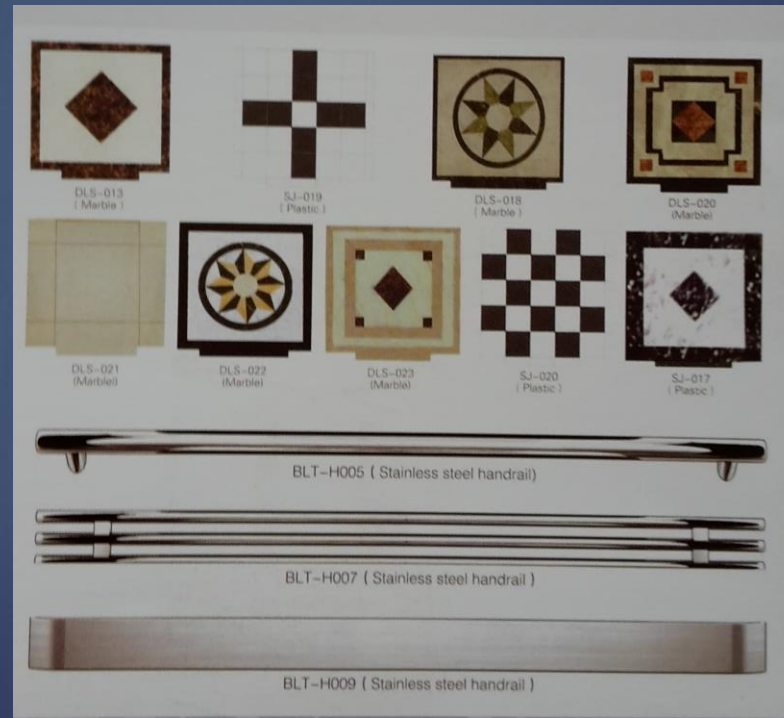 DLS-013
( Marble )
SJ-019
( Plastic )
DLS-018
( Marble )
DLS-020
(Marble)
DLS-021
(Marble)
DLS-022
(Marble)
DLS-023
(Marble)
SJ-020
( Plastic )
SJ-017
( Plastic )
BLT-H005 ( Stainless steel handrail)
BLT-H007 ( Stainless steel handrail )
BLT-H009 ( Stainless steel handrail )